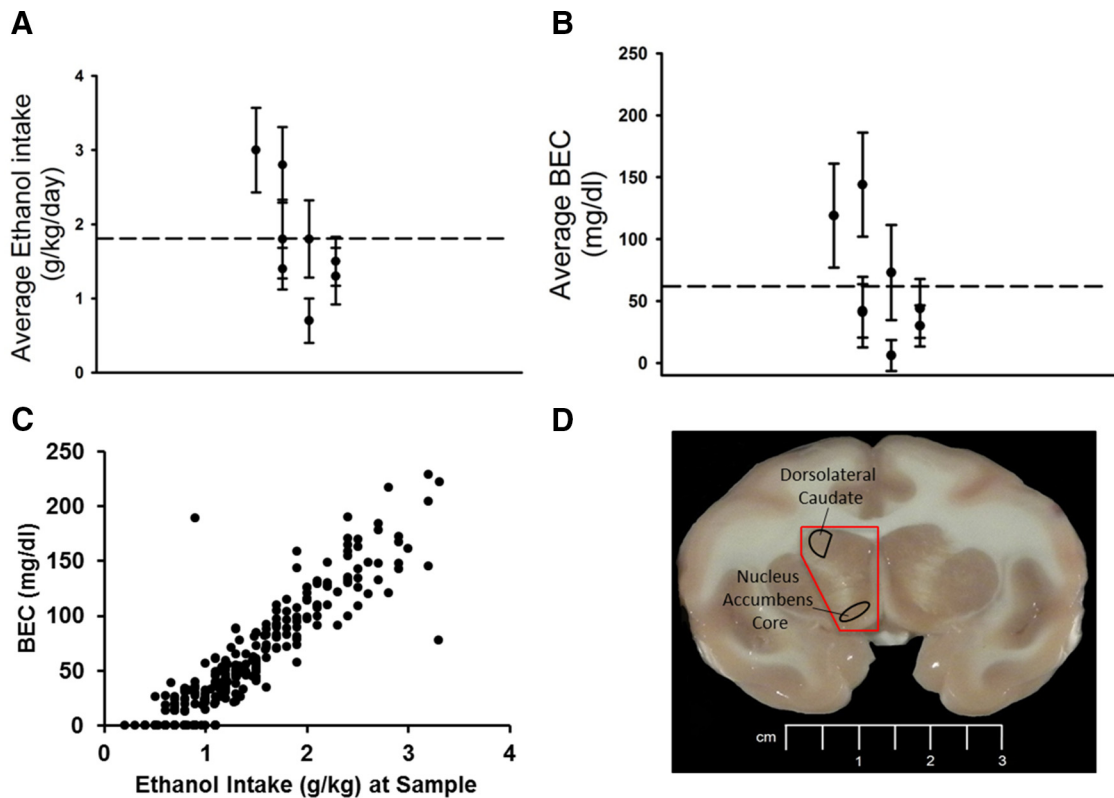 A
Average Ethanol intake
(g/kg/day)
4
3
2
1
0
B
Average BEC
(mg/dl)
250
200
150
100
50
0
C
BEC (mg/dl)
250
200
150
100
50
0
0 1 2 3 4
Ethanol Intake (g/kg) at Sample
D
Dorsolateral
Caudate
Nucleus
Accumbens
Core
cm
1 2 3